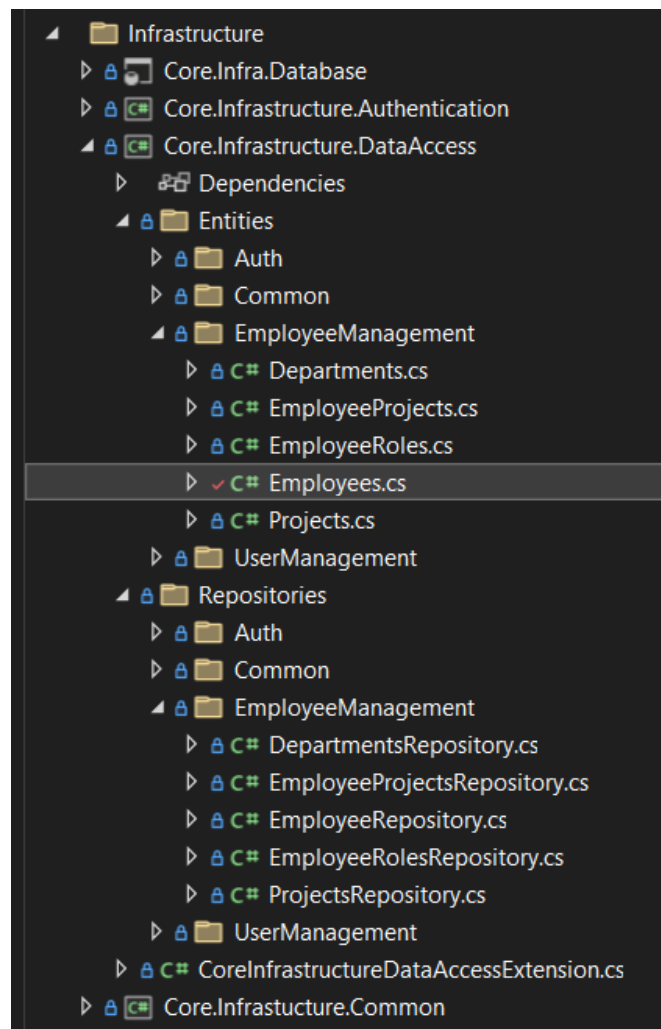 Infrastructure
Core.Infra.Database
C# Core.Infrastructure.Authentication
C# Core.Infrastructure.DataAccess
Dependencies
Entities
Auth
Common
EmployeeManagement
C# Departments.cs
C# EmployeeProjects.cs
C# EmployeeRoles.cs
C# Employees.cs
C# Projects.cs
UserManagement
Repositories
Auth
Common
EmployeeManagement
C# DepartmentsRepository.cs
C# EmployeeProjectsRepository.cs
C# EmployeeRepository.cs
C# EmployeeRolesRepository.cs
C# ProjectsRepository.cs
UserManagement
C# CoreInfrastructureDataAccessExtension.cs
C# Core.Infrastucture.Common